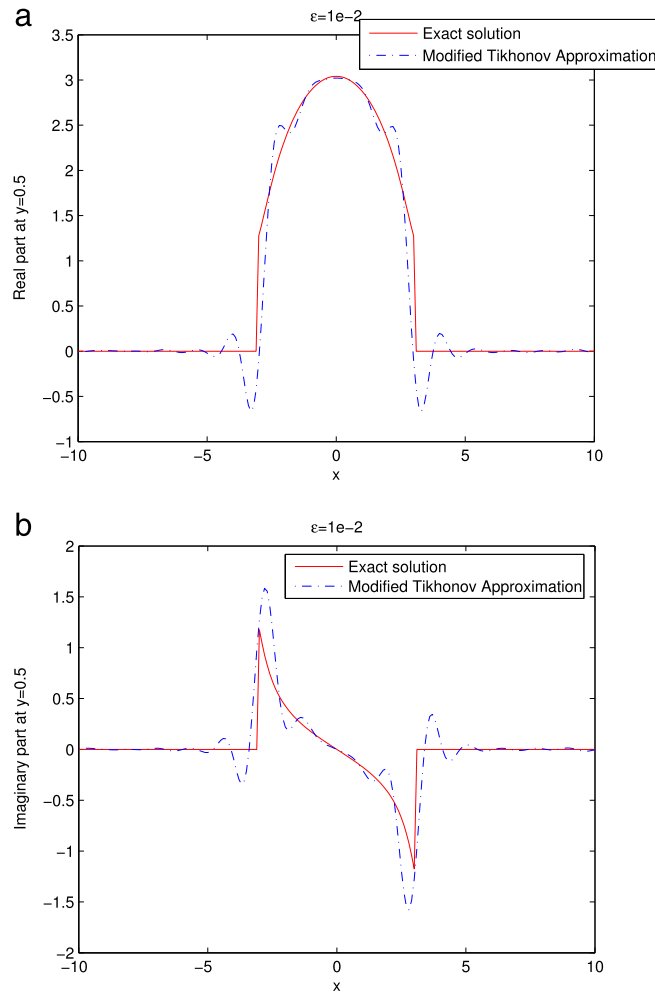 a
ε=1e−2
Exact solution
Modified Tikhonov Approximation
Real part at y=0.5
3.5
3
2.5
2
1.5
1
0.5
0
−0.5
−1
−10
−5
0
5
10
x
b
ε=1e−2
Exact solution
Modified Tikhonov Approximation
Imaginary part at y=0.5
2
1.5
1
0.5
0
−0.5
−1
−1.5
−2
−10
−5
0
5
10
x